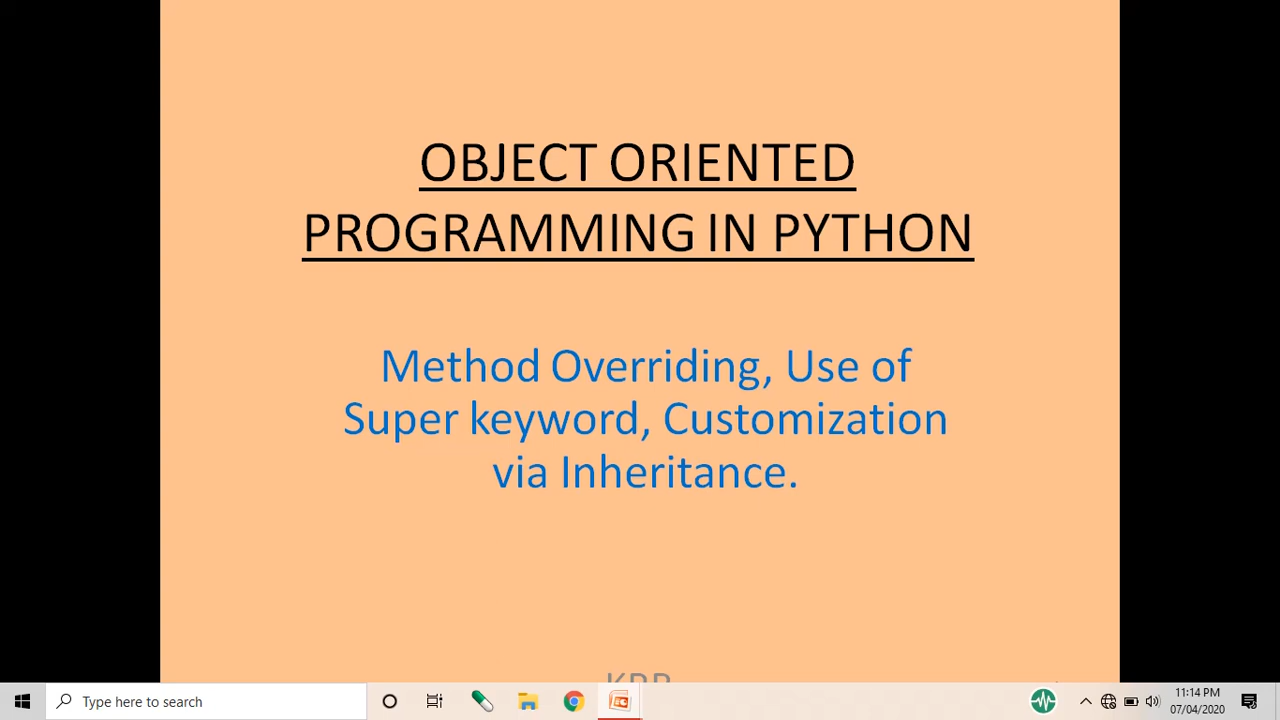 OBJECT ORIENTED
PROGRAMMING IN PYTHON
Method Overriding, Use of
Super keyword, Customization
via Inheritance.
Type here to search
11:14 PM
07/04/2020